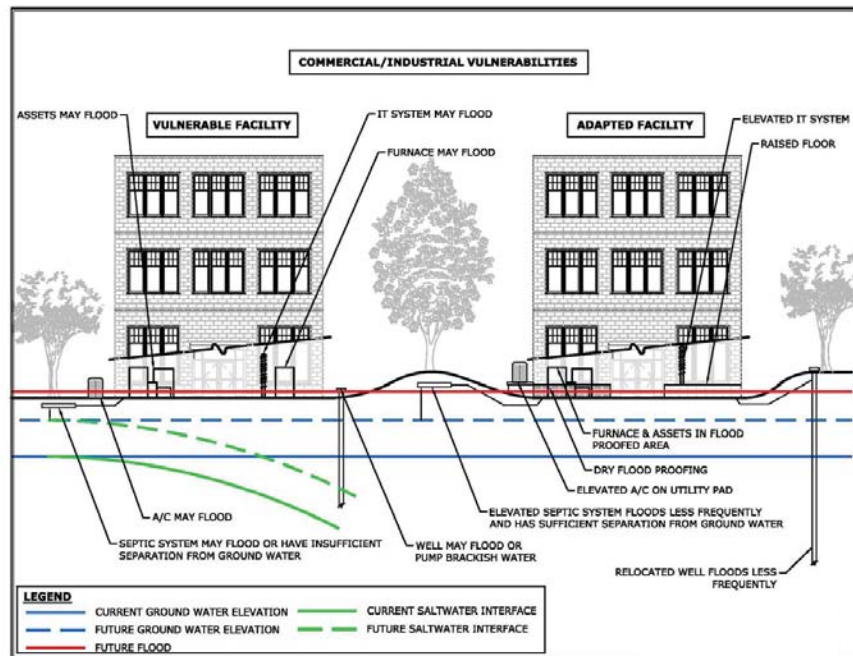 COMMERCIAL/INDUSTRIAL VULNERABILITIES
ASSETS MAY FLOOD
VULNERABLE FACILITY
IT SYSTEM MAY FLOOD
FURNACE MAY FLOOD
ADAPTED FACILITY
ELEVATED IT SYSTEM
RAISED FLOOR
FURNACE & ASSETS IN FLOOD
PROOFED AREA
DRY FLOOD PROOFING
ELEVATED A/C ON UTILITY PAD
ELEVATED SEPTIC SYSTEM FLOODS LESS FREQUENTLY
AND HAS SUFFICIENT SEPARATION FROM GROUND WATER
A/C MAY FLOOD
SEPTIC SYSTEM MAY FLOOD OR HAVE INSUFFICIENT
SEPARATION FROM GROUND WATER
WELL MAY FLOOD OR
PUMP BRACKISH WATER
RELOCATED WELL FLOODS LESS
FREQUENTLY
LEGEND
CURRENT GROUND WATER ELEVATION
CURRENT SALTWATER INTERFACE
FUTURE GROUND WATER ELEVATION
FUTURE SALTWATER INTERFACE
FUTURE FLOOD